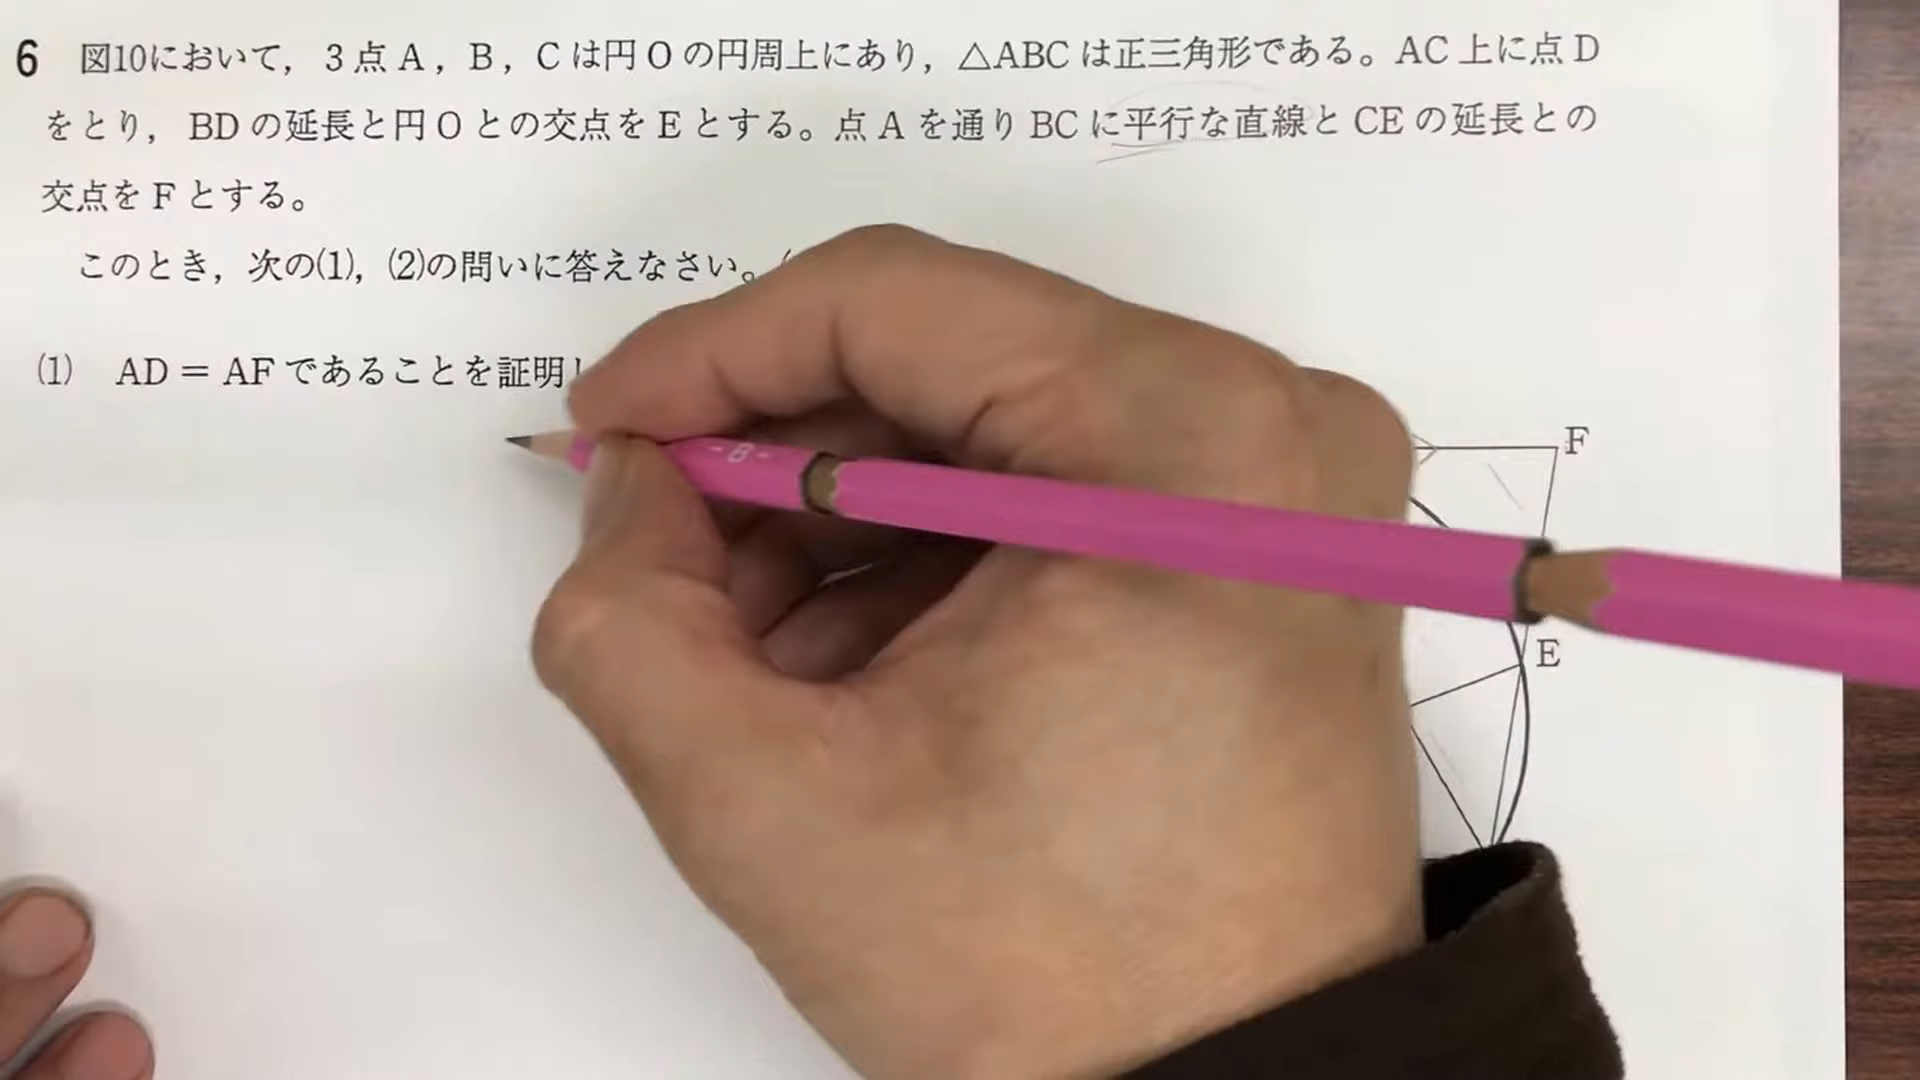 6 図10において，3点A，B，Cは円Oの円周上にあり，△ABCは正三角形である。AC上に点D
をとり，BDの延長と円Oとの交点をEとする。点Aを通りBCに平行な直線とCEの延長との
交点をFとする。
このとき，次の(1)，(2)の問いに答えなさい。(
(1) AD＝AFであることを証明し
-B-
F
E